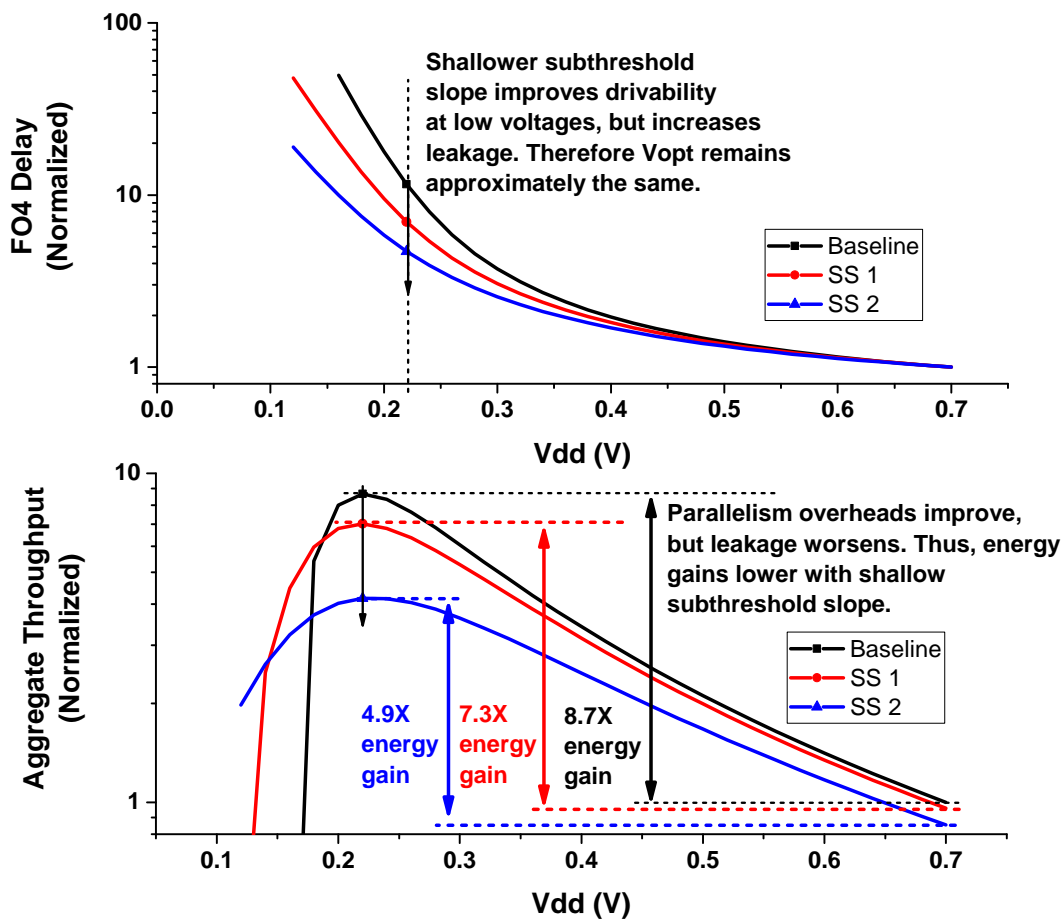 FO4 Delay
(Normalized)
100
10
1
Shallower subthreshold
slope improves drivability
at low voltages, but increases
leakage. Therefore Vopt remains
approximately the same.
Baseline
SS 1
SS 2
0.0 0.1 0.2 0.3 0.4 0.5 0.6 0.7
Vdd (V)
Aggregate Throughput
(Normalized)
10
1
Parallelism overheads improve,
but leakage worsens. Thus, energy
gains lower with shallow
subthreshold slope.
Baseline
SS 1
SS 2
4.9X 7.3X 8.7X
energy energy energy
gain gain gain
0.1 0.2 0.3 0.4 0.5 0.6 0.7
Vdd (V)